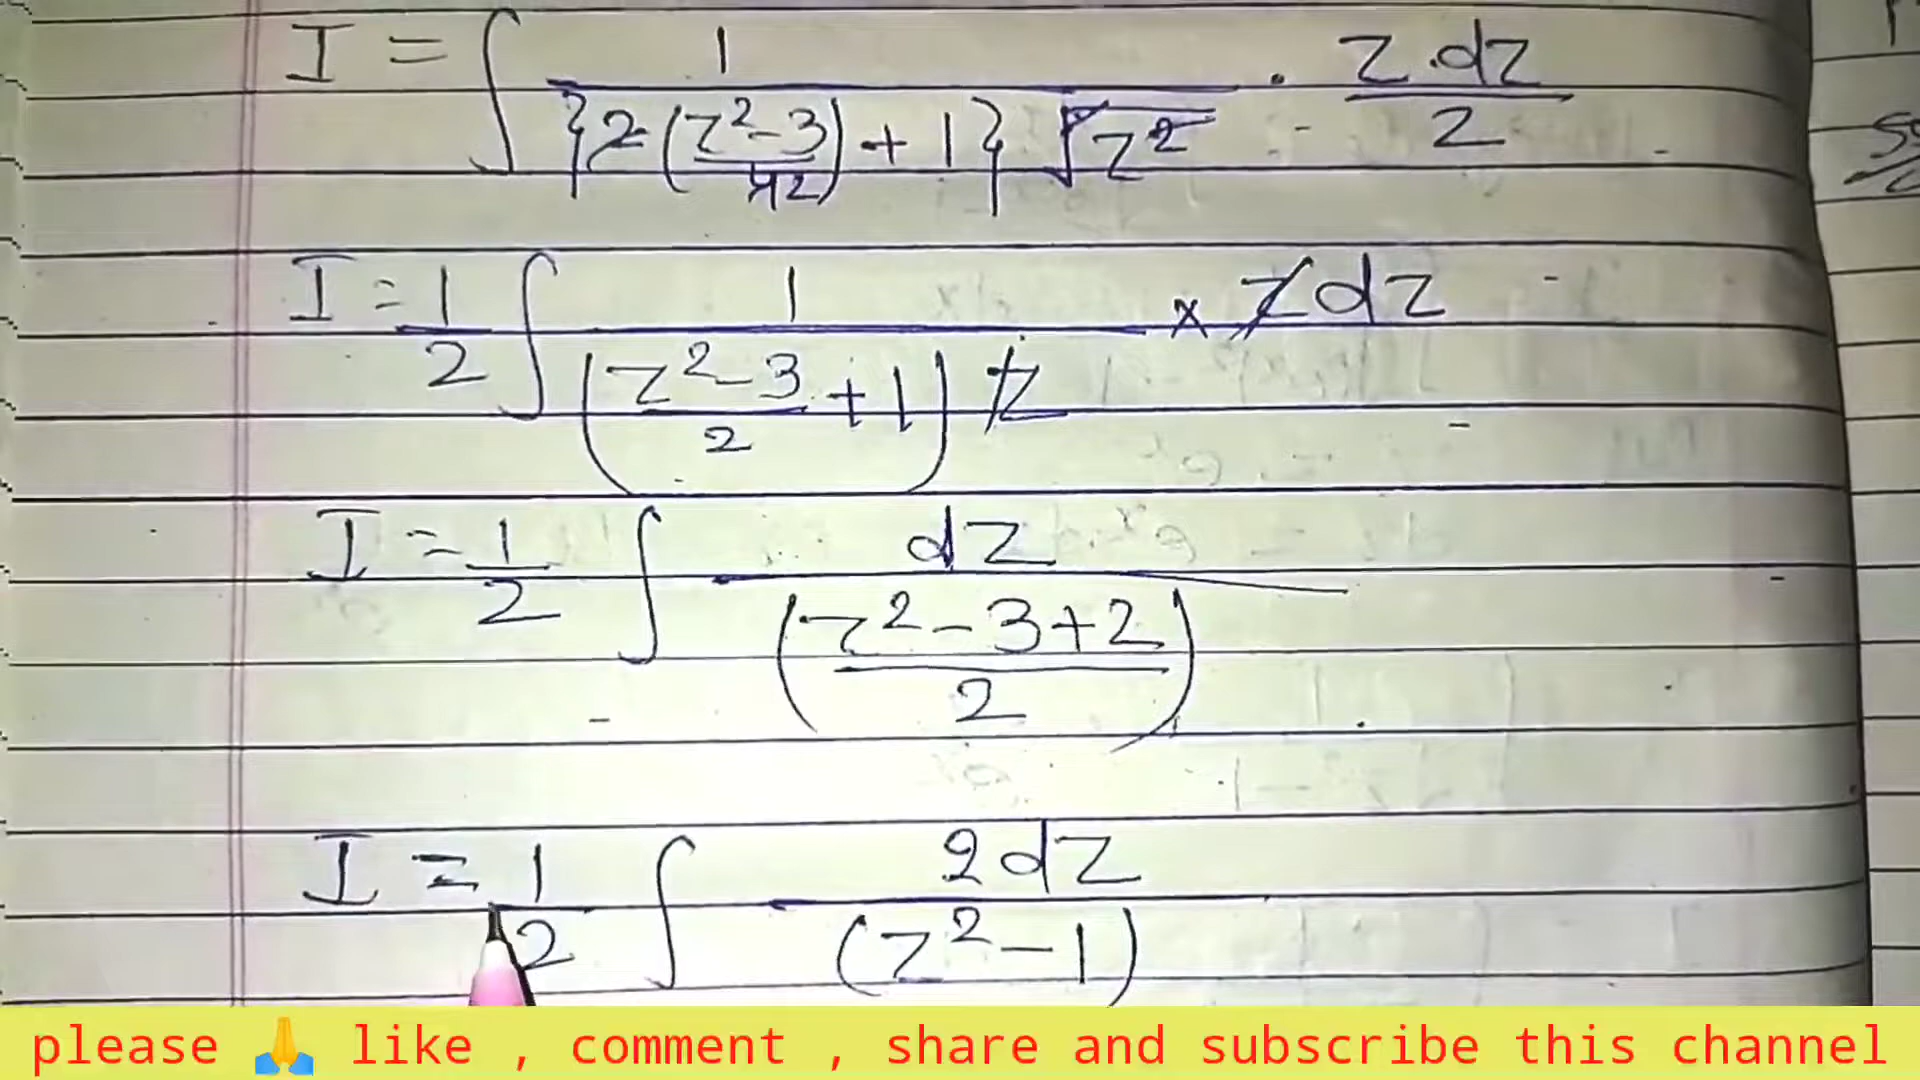 I = ∫ 1/({2((z²-3)/4 2)+1} √z²) · z.dz/2
I = 1/2 ∫ 1/(((z²-3)/2+1) z) × z dz
I = 1/2 ∫ dz/((z²-3+2)/2)
I = 1/2 ∫ 2dz/(z²-1)
please 🙏 like , comment , share and subscribe this channel